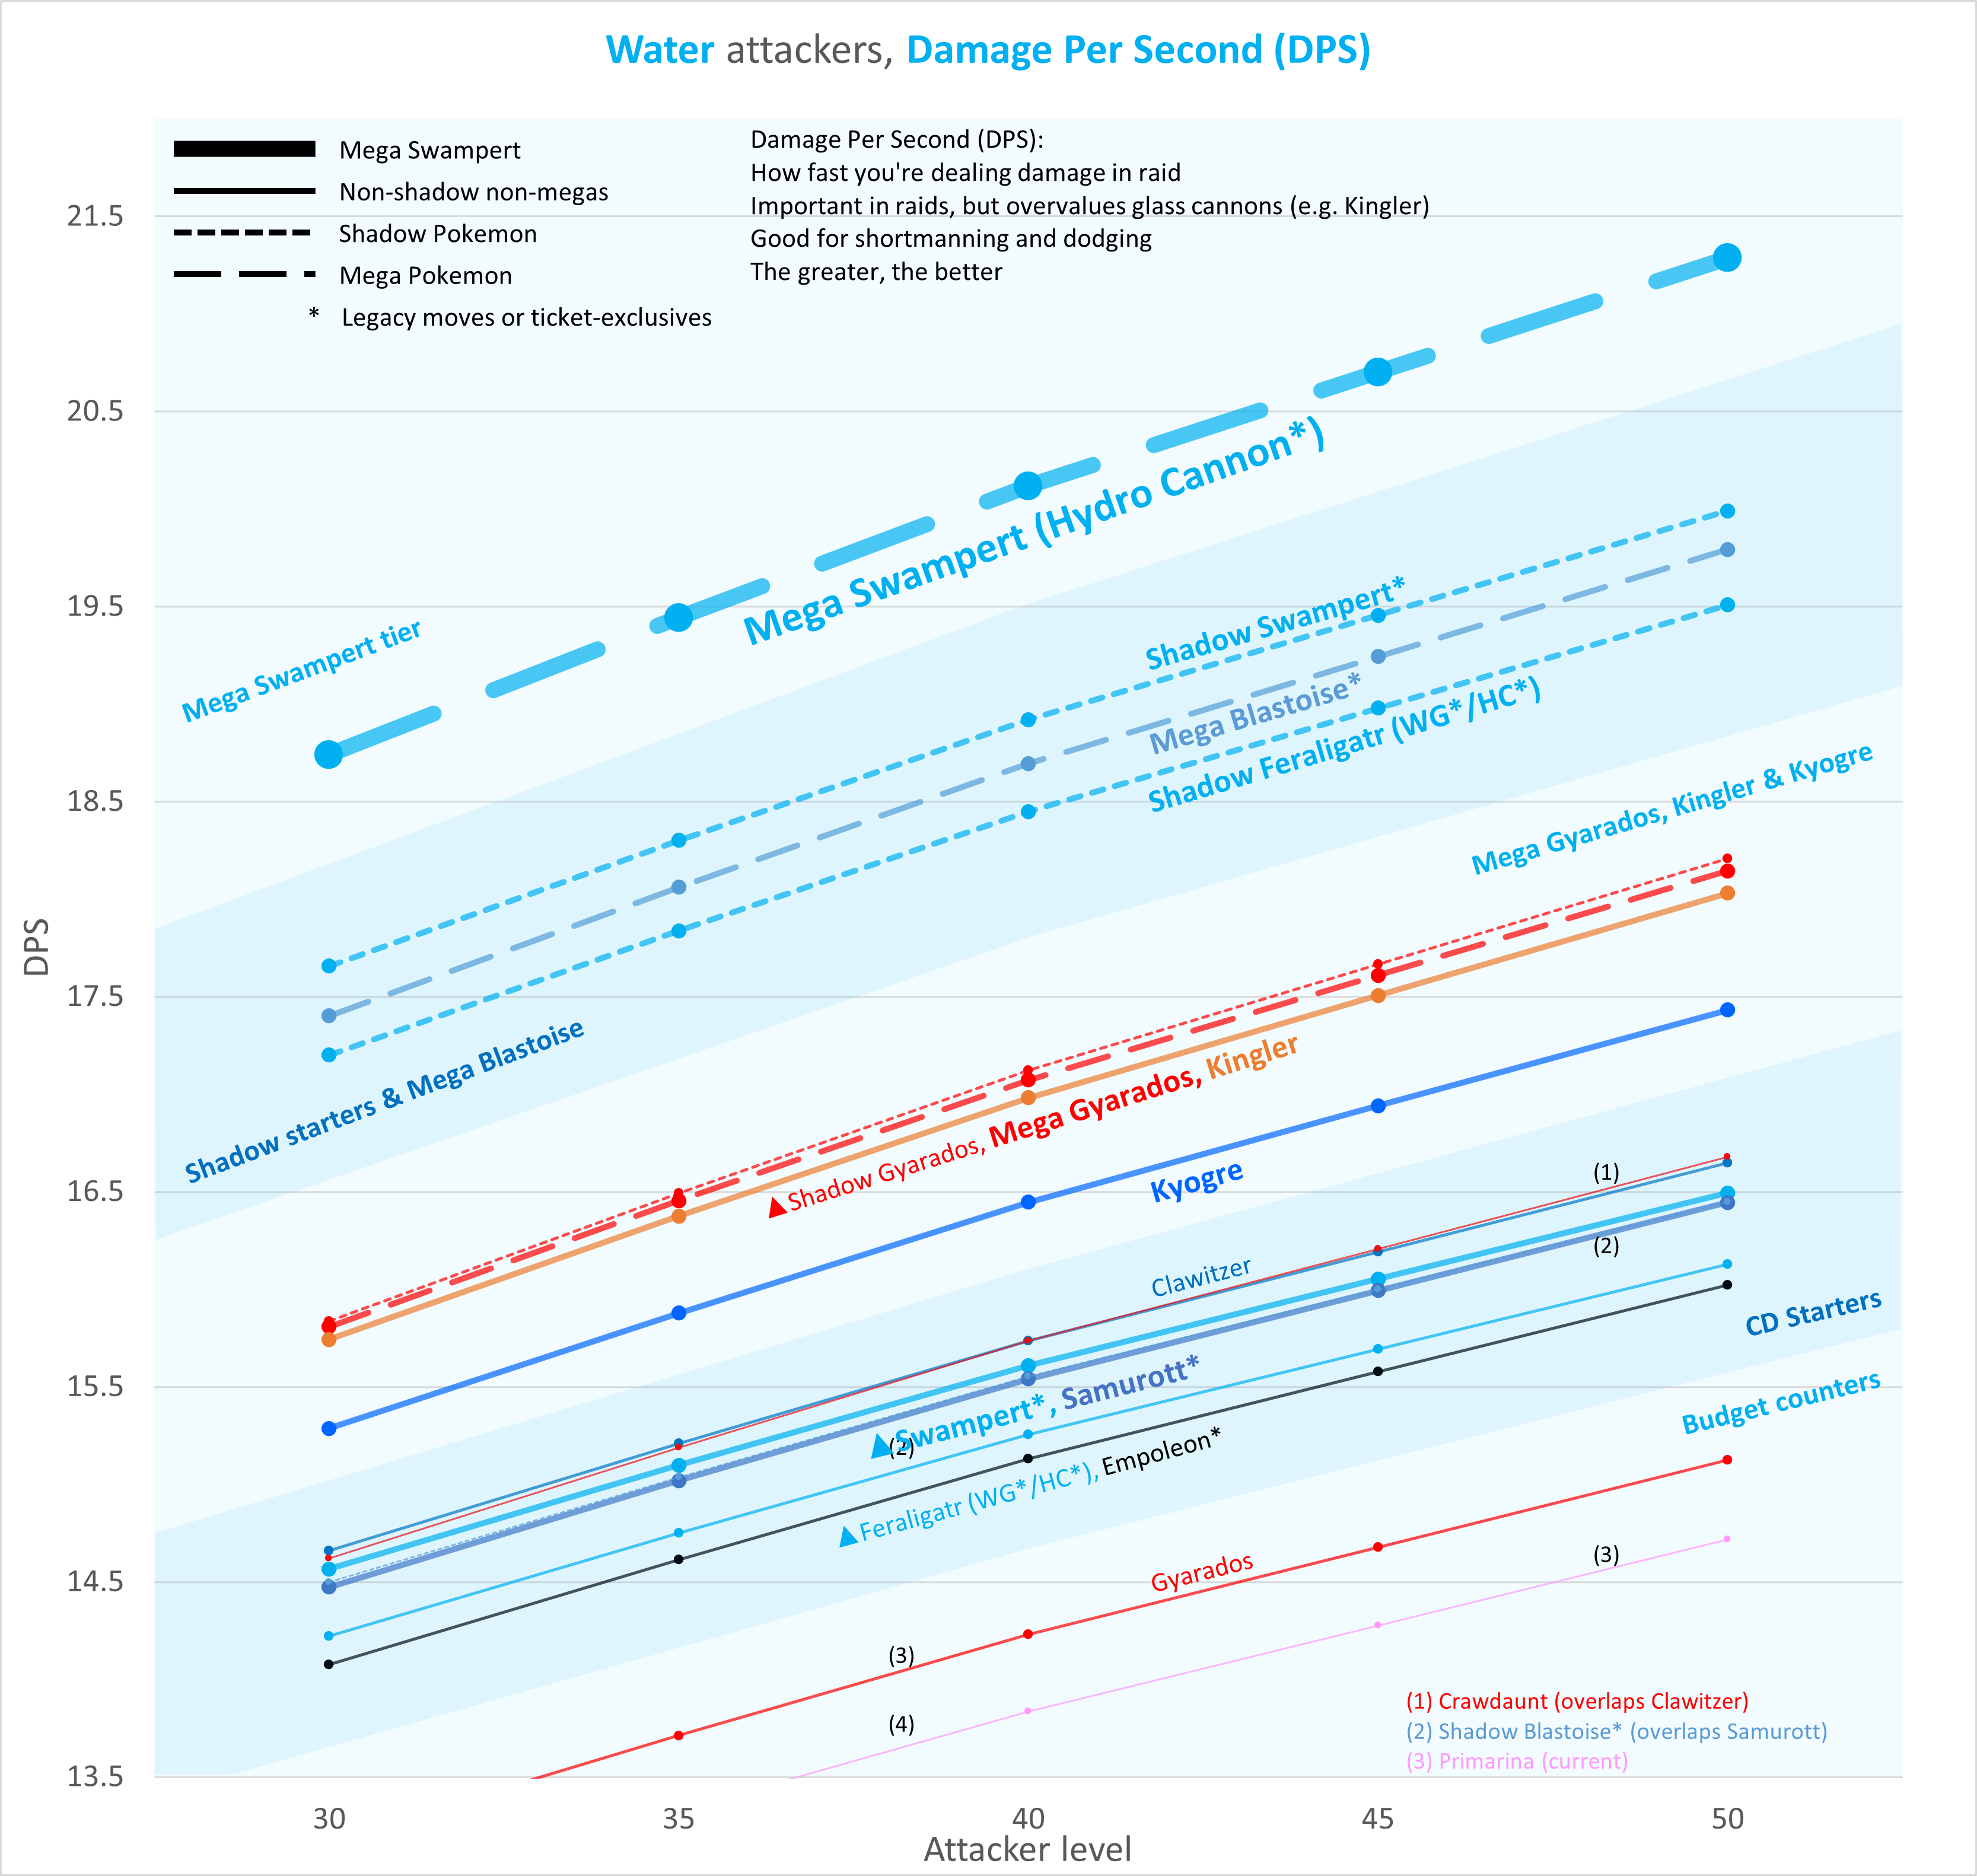 Water attackers, Damage Per Second (DPS)
Mega Swampert
Non-shadow non-megas
Shadow Pokemon
Mega Pokemon
* Legacy moves or ticket-exclusives
Damage Per Second (DPS):
How fast you're dealing damage in raid
Important in raids, but overvalues glass cannons (e.g. Kingler)
Good for shortmanning and dodging
The greater, the better
21.5
20.5
19.5
18.5
17.5
16.5
15.5
14.5
13.5
DPS
Mega Swampert tier
Mega Swampert (Hydro Cannon*)
Shadow Swampert*
Mega Blastoise*
Shadow Feraligatr (WG*/HC*)
Mega Gyarados, Kingler & Kyogre
Shadow starters & Mega Blastoise
▲Shadow Gyarados, Mega Gyarados, Kingler
Kyogre
(1)
Clawitzer
(2)
CD Starters
▲Swampert*, Samurott*
(2)
Budget counters
▲Feraligatr (WG*/HC*), Empoleon*
Gyarados
(3)
(3)
(4)
(1) Crawdaunt (overlaps Clawitzer)
(2) Shadow Blastoise* (overlaps Samurott)
(3) Primarina (current)
30 35 40 45 50
Attacker level